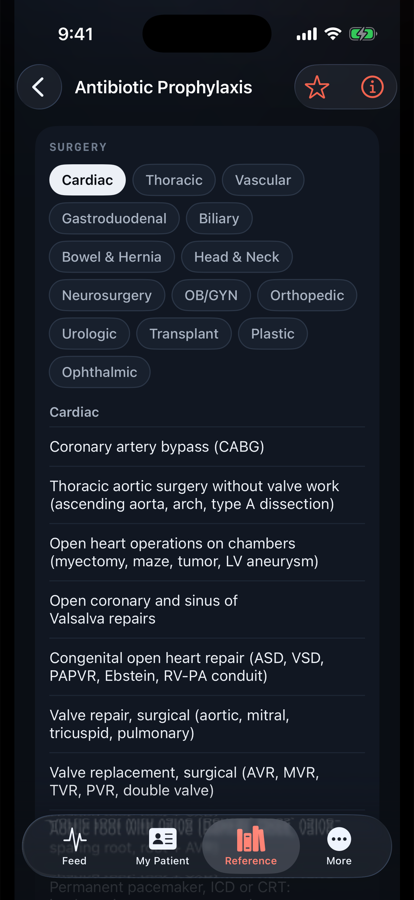 9:41
Antibiotic Prophylaxis
SURGERY
Cardiac
Thoracic
Vascular
Gastroduodenal
Biliary
Bowel & Hernia
Head & Neck
Neurosurgery
OB/GYN
Orthopedic
Urologic
Transplant
Plastic
Ophthalmic
Cardiac
Coronary artery bypass (CABG)
Thoracic aortic surgery without valve work
(ascending aorta, arch, type A dissection)
Open heart operations on chambers
(myectomy, maze, tumor, LV aneurysm)
Open coronary and sinus of
Valsalva repairs
Congenital open heart repair (ASD, VSD,
PAPVR, Ebstein, RV-PA conduit)
Valve repair, surgical (aortic, mitral,
tricuspid, pulmonary)
Valve replacement, surgical (AVR, MVR,
TVR, PVR, double valve)
Feed
My Patient
Reference
More
Permanent pacemaker, ICD or CRT: